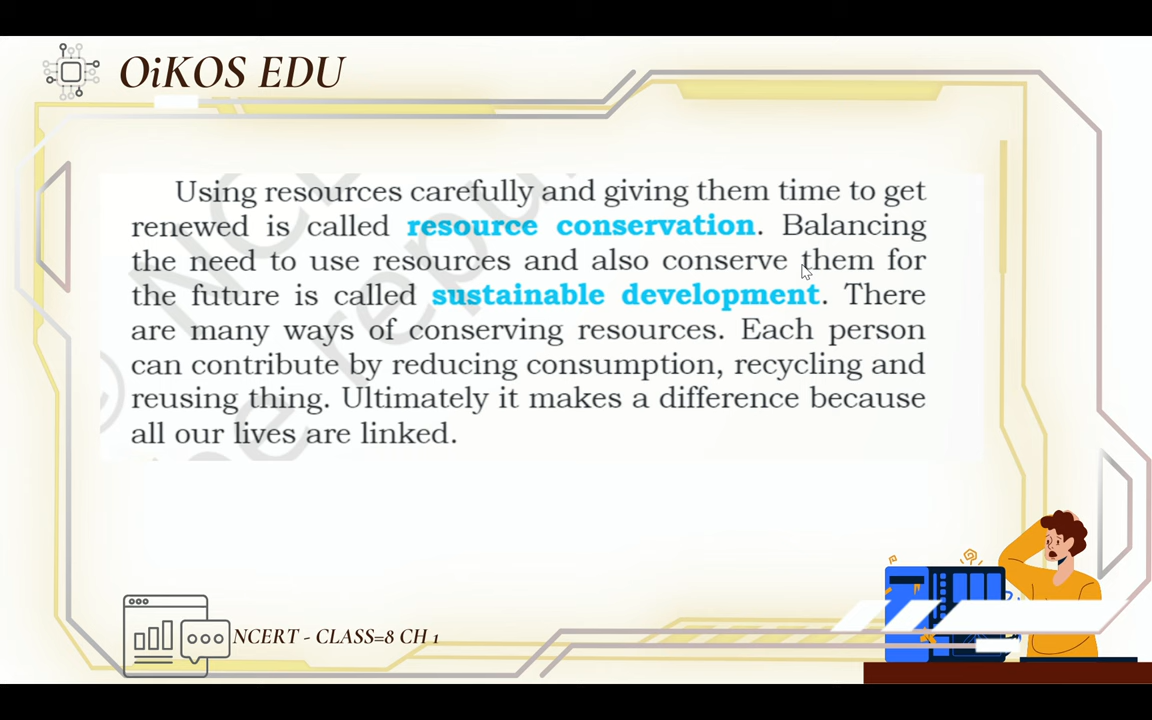 OiKOS EDU
Using resources carefully and giving them time to get
renewed is called resource conservation. Balancing
the need to use resources and also conserve them for
the future is called sustainable development. There
are many ways of conserving resources. Each person
can contribute by reducing consumption, recycling and
reusing thing. Ultimately it makes a difference because
all our lives are linked.
NCERT - CLASS=8 CH 1